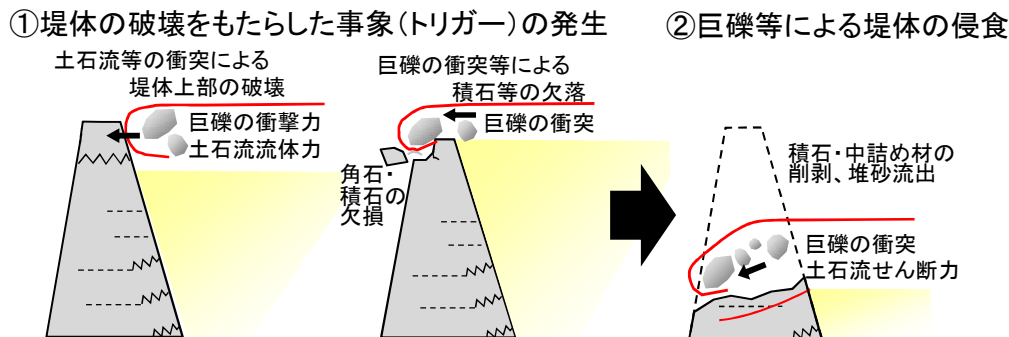 ①堤体の破壊をもたらした事象(トリガー)の発生
②巨礫等による堤体の侵食
土石流等の衝突による
堤体上部の破壊
巨礫の衝撃力
土石流流体力
巨礫の衝突等による
積石等の欠落
巨礫の衝突
角石・
積石の
欠損
積石・中詰め材の
削剥、堆砂流出
巨礫の衝突
土石流せん断力